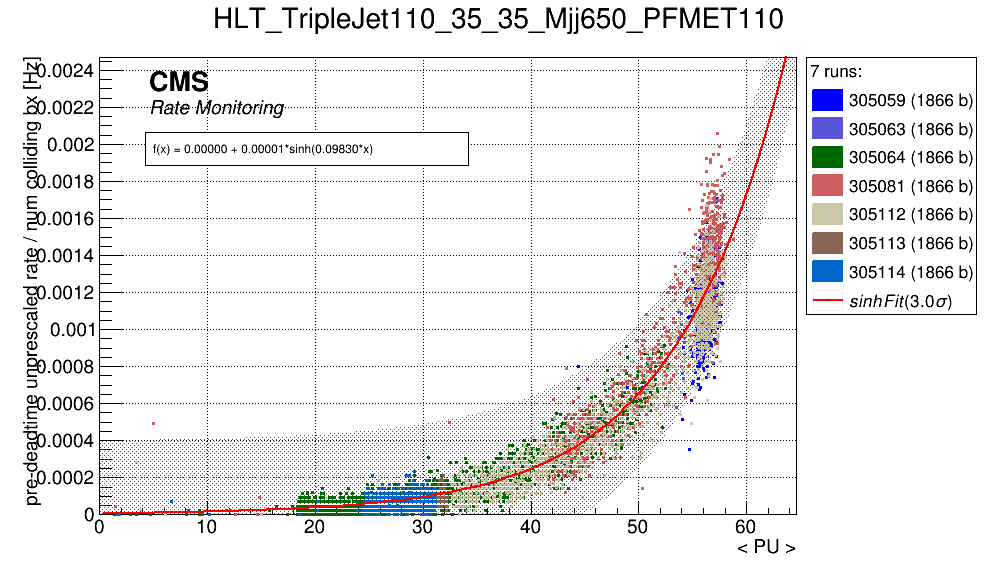 HLT_TripleJet110_35_35_Mjj650_PFMET110
pre-deadtime unprescaled rate / num colliding bx [Hz]
CMS
Rate Monitoring
f(x) = 0.00000 + 0.00001*sinh(0.09830*x)
0.0024
0.0022
0.002
0.0018
0.0016
0.0014
0.0012
0.001
0.0008
0.0006
0.0004
0.0002
0
0 10 20 30 40 50 60
< PU >
7 runs:
305059 (1866 b)
305063 (1866 b)
305064 (1866 b)
305081 (1866 b)
305112 (1866 b)
305113 (1866 b)
305114 (1866 b)
sinhFit(3.0σ)